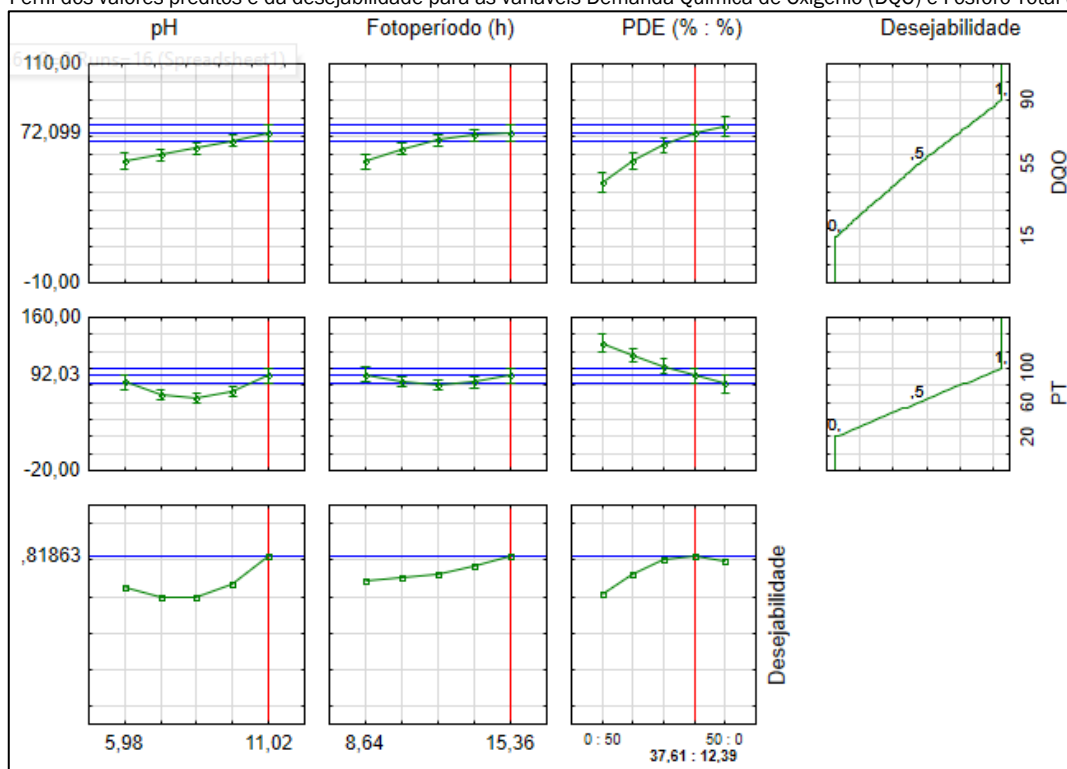 Perfil dos valores preditos e da desejabilidade para as variáveis Demanda Química de Oxigênio (DQO) e Fósforo Total
pH Fotoperíodo (h) PDE (% : %) Desejabilidade
Runs=16 (Spreadsheet1)
110,00
72,099
-10,00
0, ,5 1,
90
55
15
DQO
160,00
92,03
-20,00
0, ,5 1,
100
60
20
PT
,81863
Desejabilidade
5,98 11,02 8,64 15,36 0 : 50 50 : 0
37,61 : 12,39